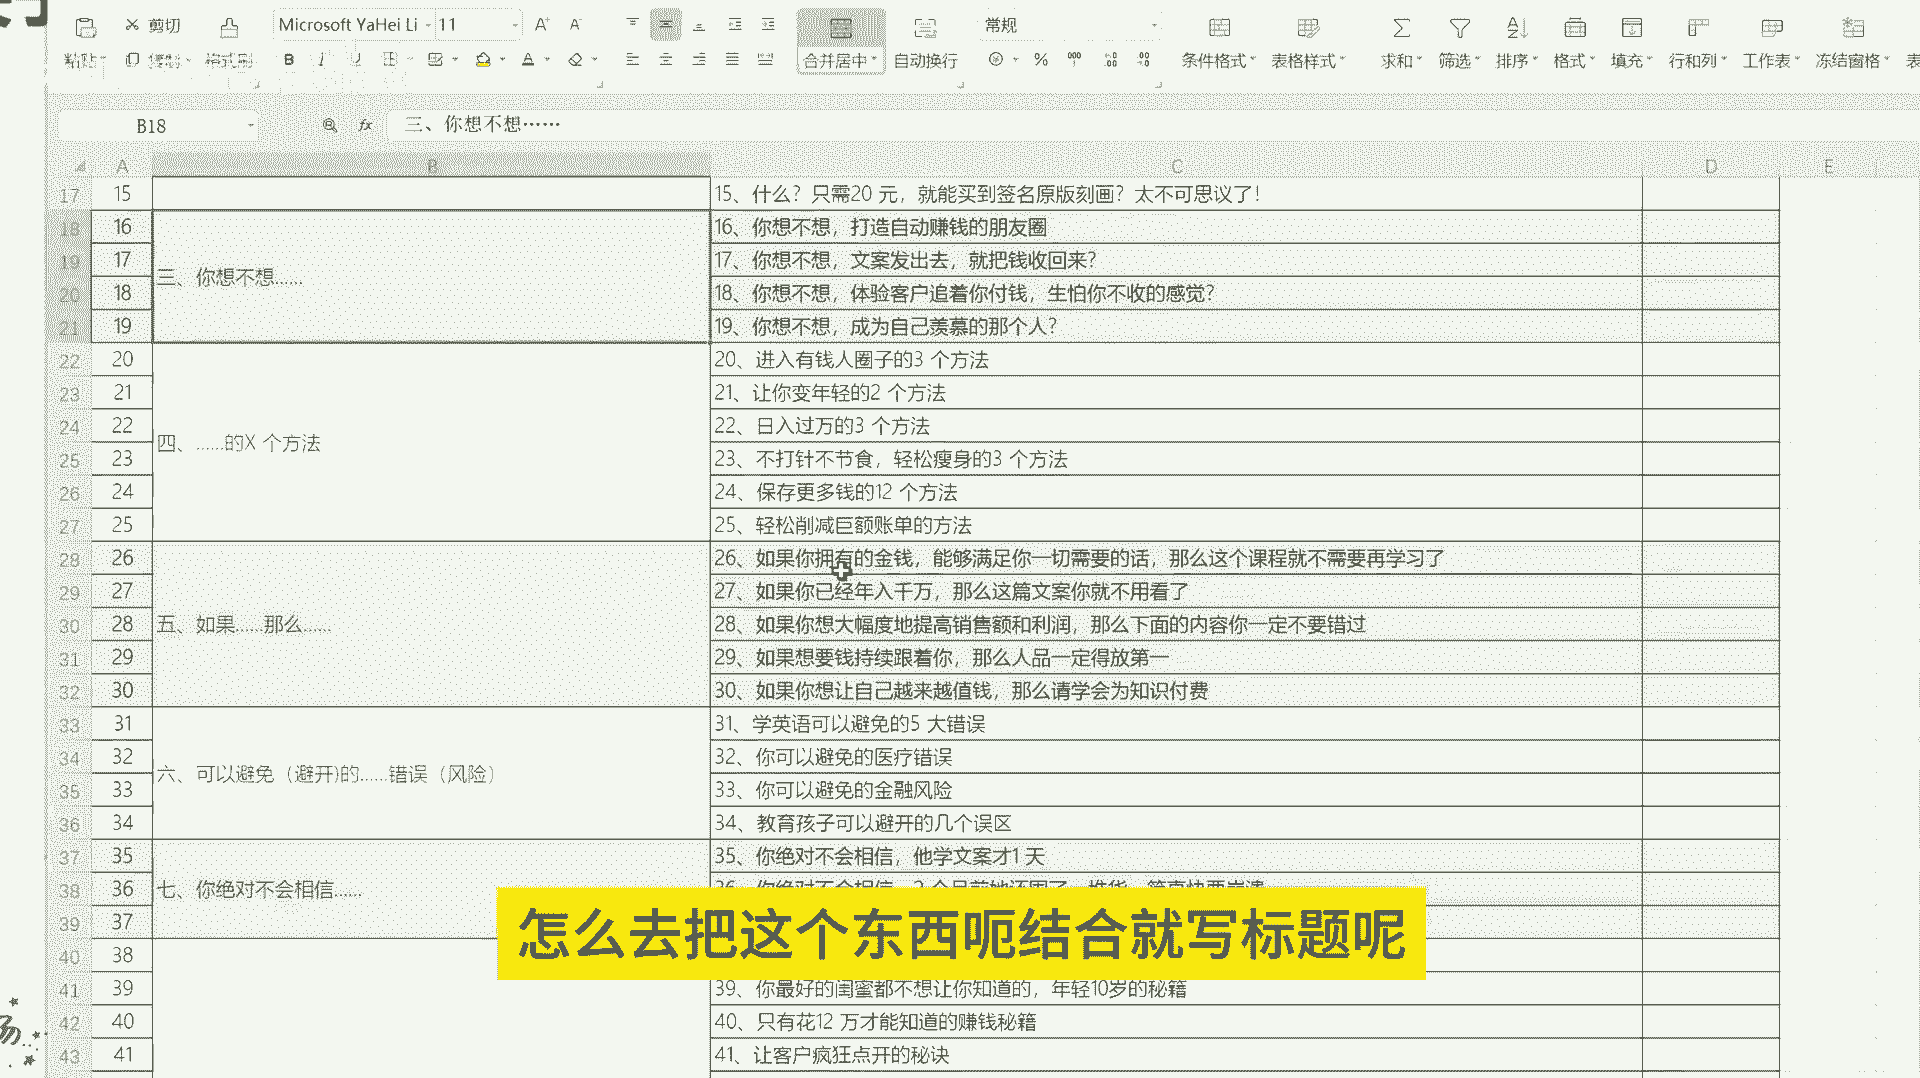 剪切
Microsoft YaHei Li 11 A⁺ A⁻
常规
粘贴 复制 格式刷 B I U A
合并居中 自动换行
% 000
条件格式 表格样式 求和 筛选 排序 格式 填充 行和列 工作表 冻结窗格 表
B18 fx 三、你想不想……
A B C D E
17 15 15、什么？只需20 元，就能买到签名原版刻画？太不可思议了！
18 16 16、你想不想，打造自动赚钱的朋友圈
19 17 三、你想不想…… 17、你想不想，文案发出去，就把钱收回来？
20 18 18、你想不想，体验客户追着你付钱，生怕你不收的感觉？
21 19 19、你想不想，成为自己羡慕的那个人？
22 20 20、进入有钱人圈子的3 个方法
23 21 21、让你变年轻的2 个方法
24 22 四、……的X 个方法 22、日入过万的3 个方法
25 23 23、不打针不节食，轻松瘦身的3 个方法
26 24 24、保存更多钱的12 个方法
27 25 25、轻松削减巨额账单的方法
28 26 26、如果你拥有的金钱，能够满足你一切需要的话，那么这个课程就不需要再学习了
29 27 27、如果你已经年入千万，那么这篇文案你就不用看了
30 28 五、如果……那么…… 28、如果你想大幅度地提高销售额和利润，那么下面的内容你一定不要错过
31 29 29、如果想要钱持续跟着你，那么人品一定得放第一
32 30 30、如果你想让自己越来越值钱，那么请学会为知识付费
33 31 31、学英语可以避免的5 大错误
34 32 六、可以避免（避开)的……错误（风险） 32、你可以避免的医疗错误
35 33 33、你可以避免的金融风险
36 34 34、教育孩子可以避开的几个误区
37 35 35、你绝对不会相信，他学文案才1 天
38 36 七、你绝对不会相信……
39 37
怎么去把这个东西呃结合就写标题呢
40 38
41 39 39、你最好的闺蜜都不想让你知道的，年轻10岁的秘籍
42 40 40、只有花12 万才能知道的赚钱秘籍
43 41 41、让客户疯狂点开的秘诀